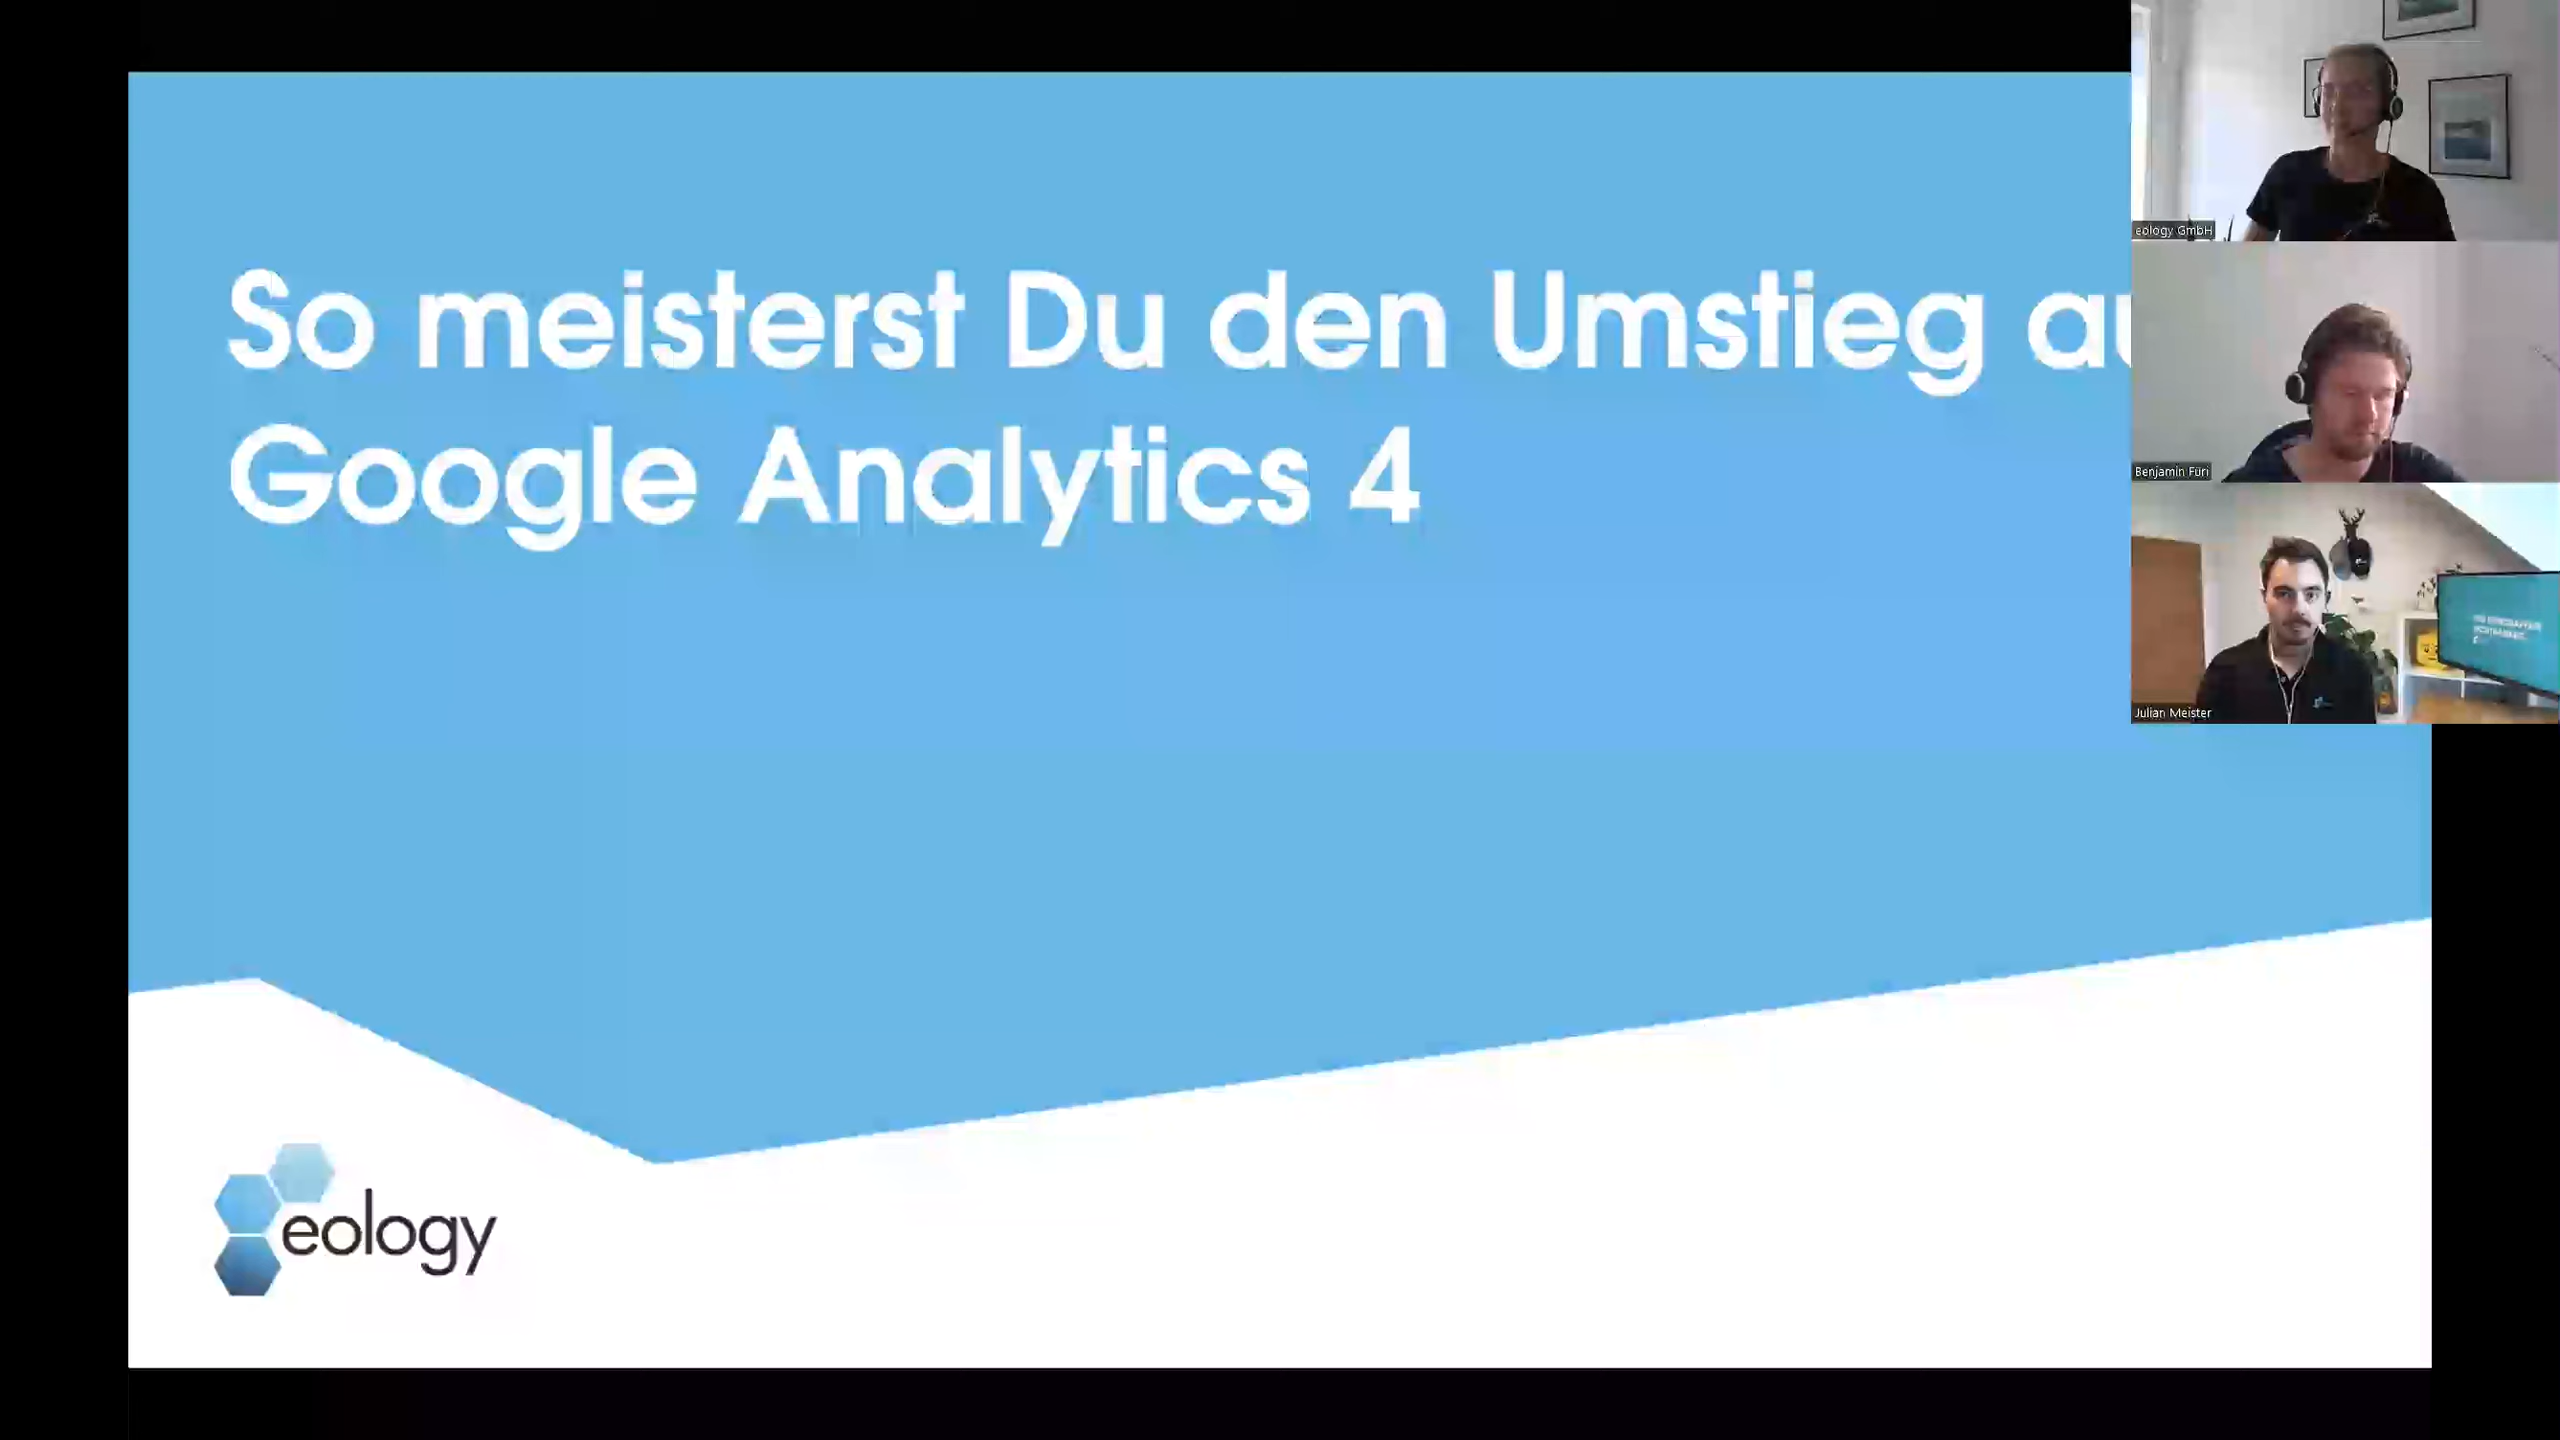 So meisterst Du den Umstieg au
Google Analytics 4
eology
eology GmbH
Benjamin Füri
Julian Meister